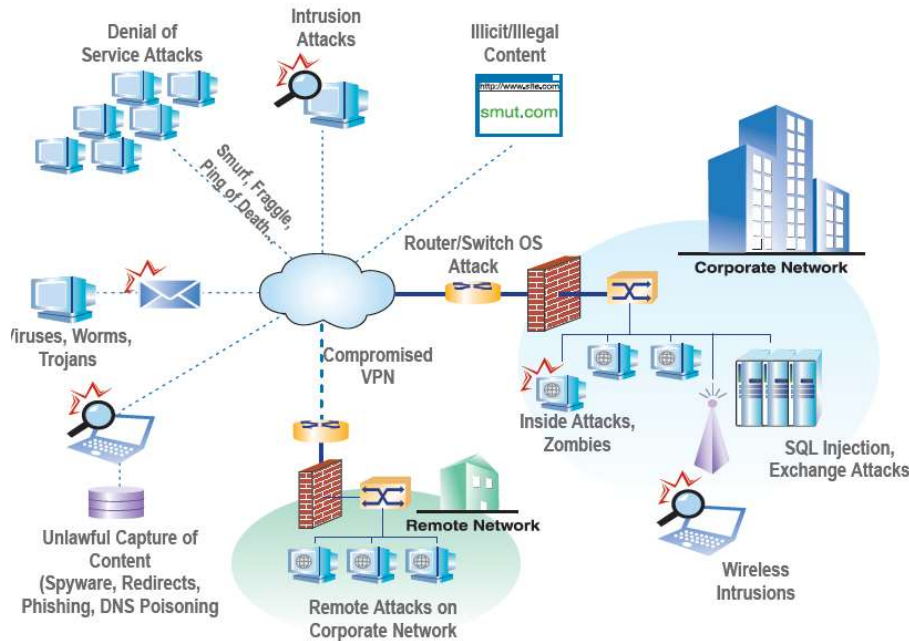 Denial of
Service Attacks
Intrusion
Attacks
Illicit/Illegal
Content
http://www.site.com
smut.com
Smurf, Fraggle,
Ping of Death...
Router/Switch OS
Attack
Corporate Network
Viruses, Worms,
Trojans
Compromised
VPN
Inside Attacks,
Zombies
SQL Injection,
Exchange Attacks
Remote Network
Unlawful Capture of
Content
(Spyware, Redirects,
Phishing, DNS Poisoning
Remote Attacks on
Corporate Network
Wireless
Intrusions